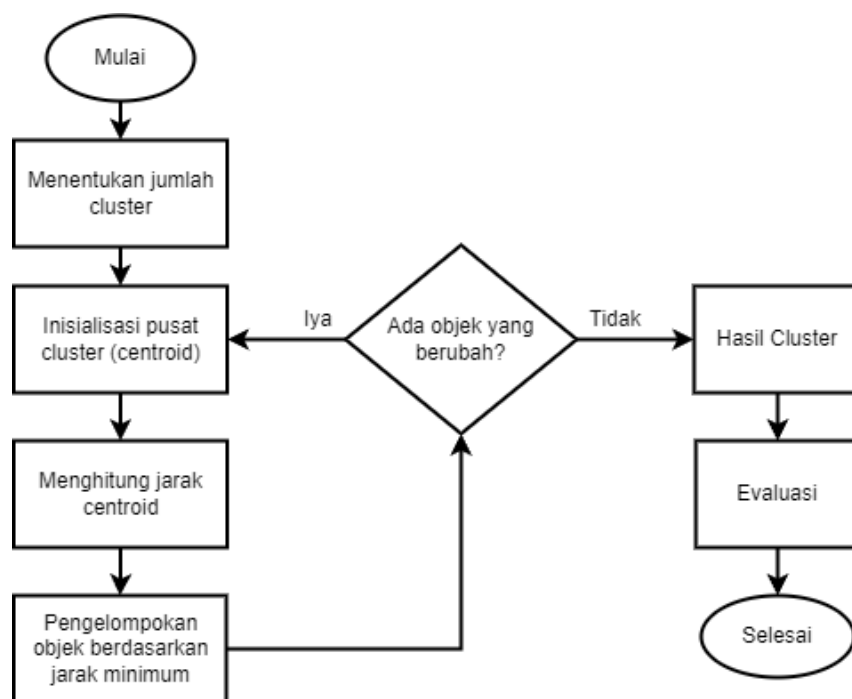 Mulai
Menentukan jumlah
cluster
Inisialisasi pusat
cluster (centroid)
Menghitung jarak
centroid
Pengelompokan
objek berdasarkan
jarak minimum
Iya
Ada objek yang
berubah?
Tidak
Hasil Cluster
Evaluasi
Selesai